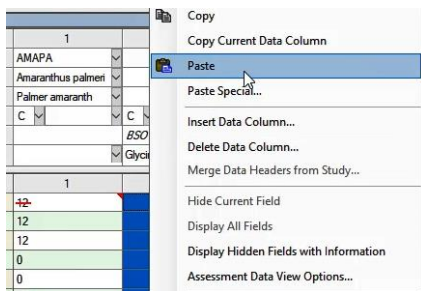 1
AMAPA
Amaranthus palmeri
Palmer amaranth
C C
BSO
Glyci
1
12
12
12
0
0
Copy
Copy Current Data Column
Paste
Paste Special...
Insert Data Column...
Delete Data Column...
Merge Data Headers from Study...
Hide Current Field
Display All Fields
Display Hidden Fields with Information
Assessment Data View Options...